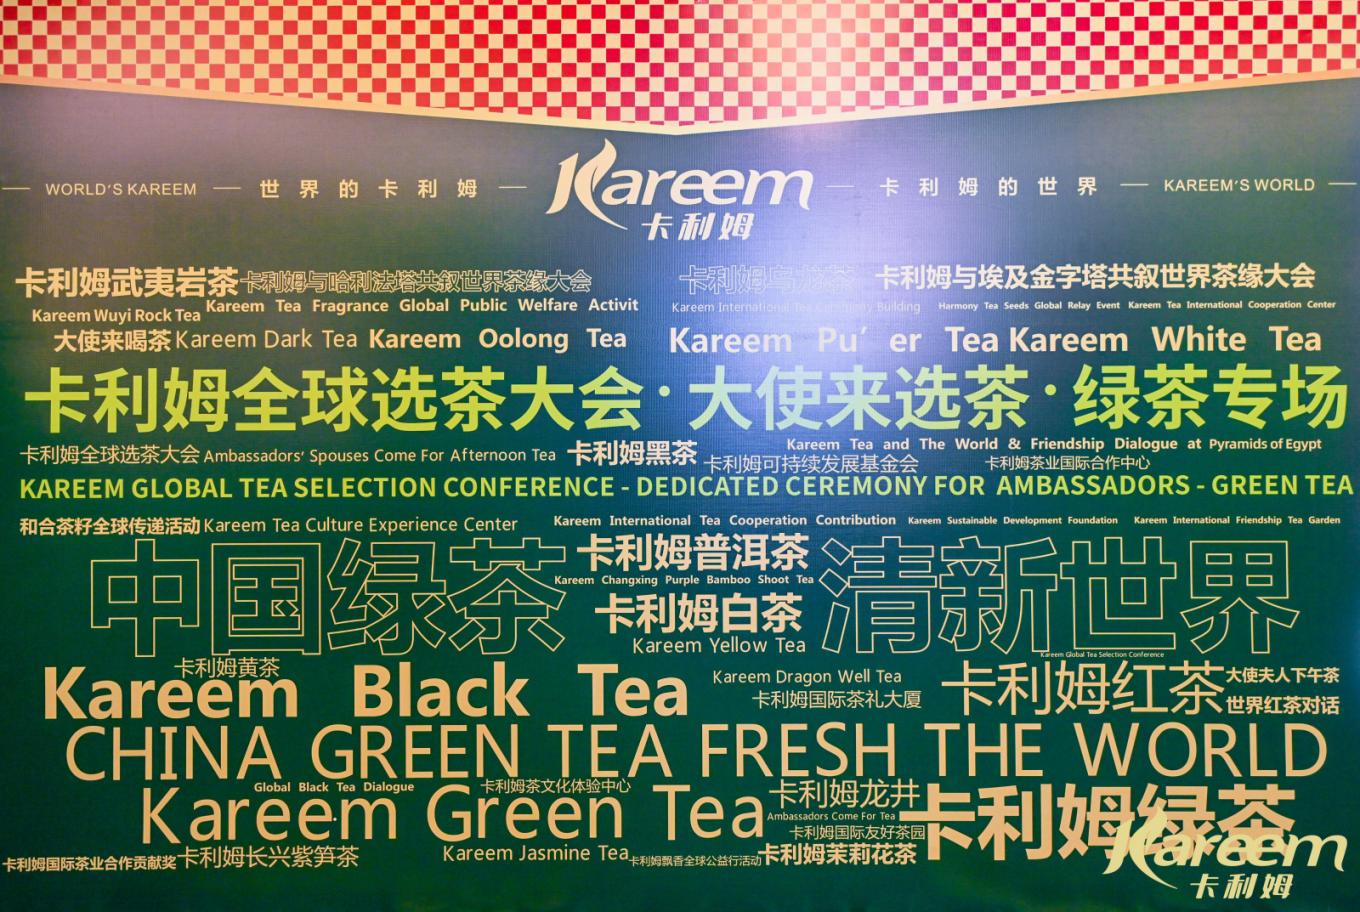 WORLD'S KAREEM
世界的卡利姆
Kareem
卡利姆
卡利姆的世界
KAREEM'S WORLD
卡利姆武夷岩茶
卡利姆与哈利法塔共叙世界茶缘大会
卡利姆乌龙茶
卡利姆与埃及金字塔共叙世界茶缘大会
Kareem Wuyi Rock Tea
Kareem Tea Fragrance Global Public Welfare Activit
Kareem International Tea Building
Harmony Tea Seeds Global Relay Event
Kareem Tea International Cooperation Center
大使来喝茶
Kareem Dark Tea
Kareem Oolong Tea
Kareem Pu'er Tea
Kareem White Tea
卡利姆全球选茶大会·大使来选茶·绿茶专场
卡利姆全球选茶大会
Ambassadors' Spouses Come For Afternoon Tea
卡利姆黑茶
Kareem Tea and The World & Friendship Dialogue at Pyramids of Egypt
卡利姆可持续发展基金会
卡利姆茶业国际合作中心
KAREEM GLOBAL TEA SELECTION CONFERENCE - DEDICATED CEREMONY FOR AMBASSADORS - GREEN TEA
和合茶籽全球传递活动
Kareem Tea Culture Experience Center
Kareem International Tea Cooperation Contribution
Kareem Sustainable Development Foundation
Kareem International Friendship Tea Garden
中国绿茶
卡利姆普洱茶
Kareem Changxing Purple Bamboo Shoot Tea
卡利姆白茶
Kareem Yellow Tea
清新世界
Kareem Global Tea Selection Conference
卡利姆黄茶
Kareem Black Tea
Kareem Dragon Well Tea
卡利姆国际茶礼大厦
卡利姆红茶
大使夫人下午茶
世界红茶对话
CHINA GREEN TEA FRESH THE WORLD
Global Black Tea Dialogue
卡利姆茶文化体验中心
Kareem Green Tea
卡利姆龙井
Ambassadors Come For Tea
卡利姆国际友好茶园
卡利姆绿茶
卡利姆国际茶业合作贡献奖
卡利姆长兴紫笋茶
Kareem Jasmine Tea
卡利姆飘香全球公益行活动
卡利姆茉莉花茶
Kareem
卡利姆